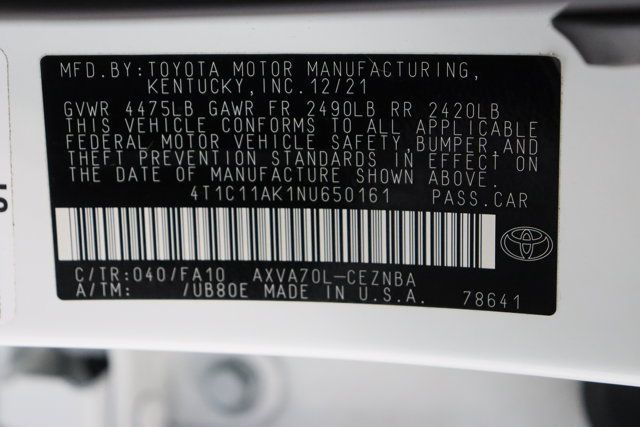 MFD.BY:TOYOTA MOTOR MANUFACTURING,
KENTUCKY,INC.12/21
GVWR 4475LB GAWR FR 2490LB RR 2420LB
THIS VEHICLE CONFORMS TO ALL APPLICABLE
FEDERAL MOTOR VEHICLE SAFETY,BUMPER,AND
THEFT PREVENTION STANDARDS IN EFFECT ON
THE DATE OF MANUFACTURE SHOWN ABOVE.
4T1C11AK1NU650161 PASS.CAR
C/TR:040/FA10 AXVA70L-CEZNBA
A/TM: /UB80E MADE IN U.S.A. 78641